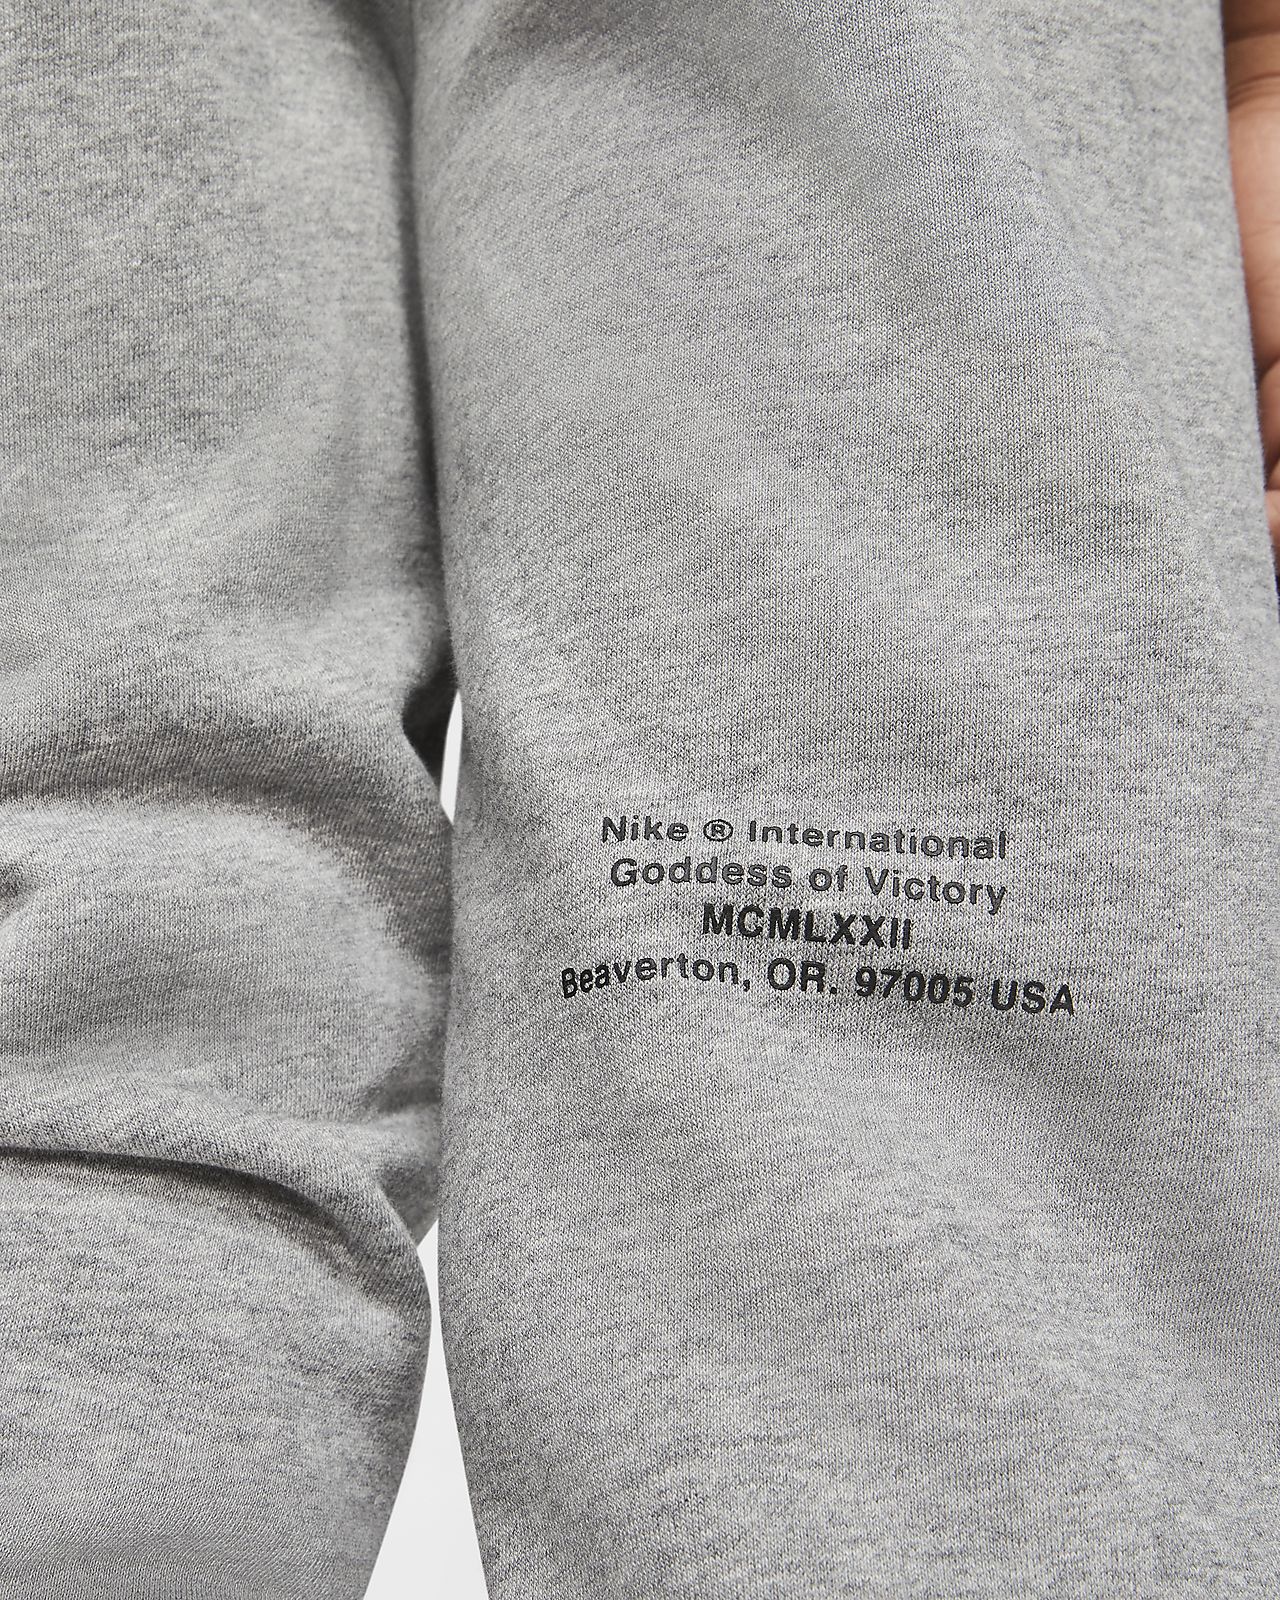 Nike ® International
Goddess of Victory
MCMLXXII
Beaverton, OR. 97005 USA